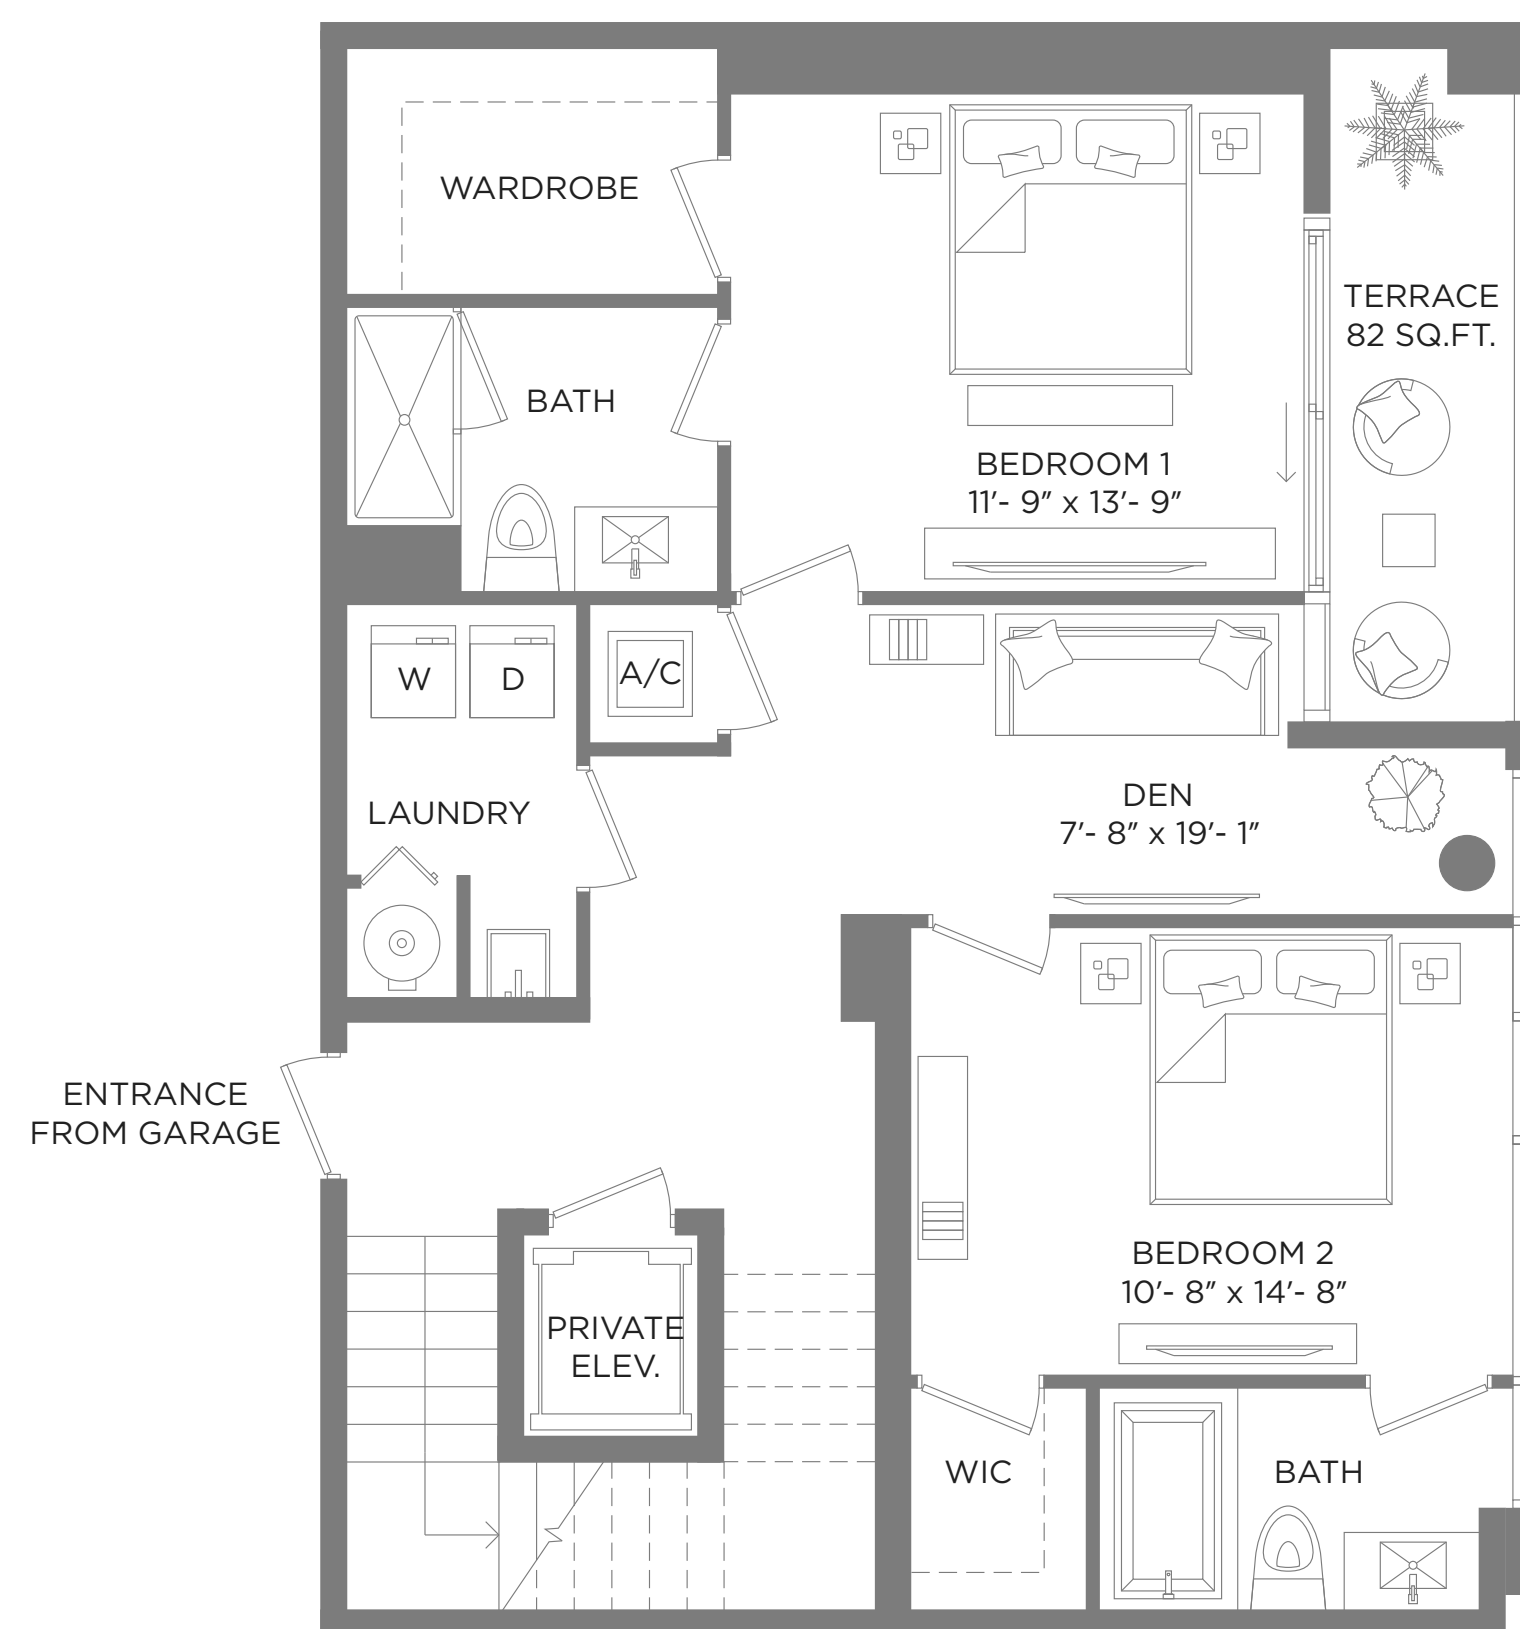 WARDROBE
TERRACE
82 SQ.FT.
BATH
BEDROOM 1
11′- 9″ x 13′- 9″
W
D
A/C
LAUNDRY
DEN
7′- 8″ x 19′- 1″
ENTRANCE
FROM GARAGE
BEDROOM 2
10′- 8″ x 14′- 8″
PRIVATE
ELEV.
WIC
BATH